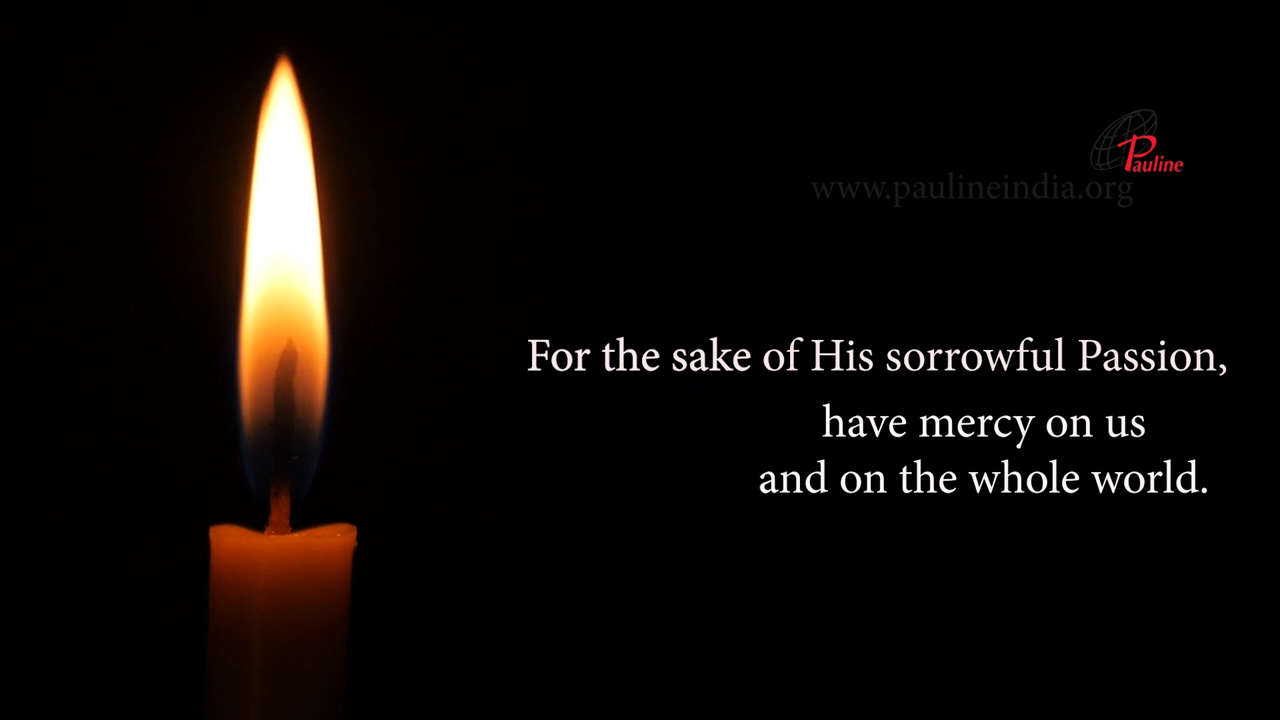 Pauline
www.paulineindia.org
For the sake of His sorrowful Passion,
have mercy on us
and on the whole world.